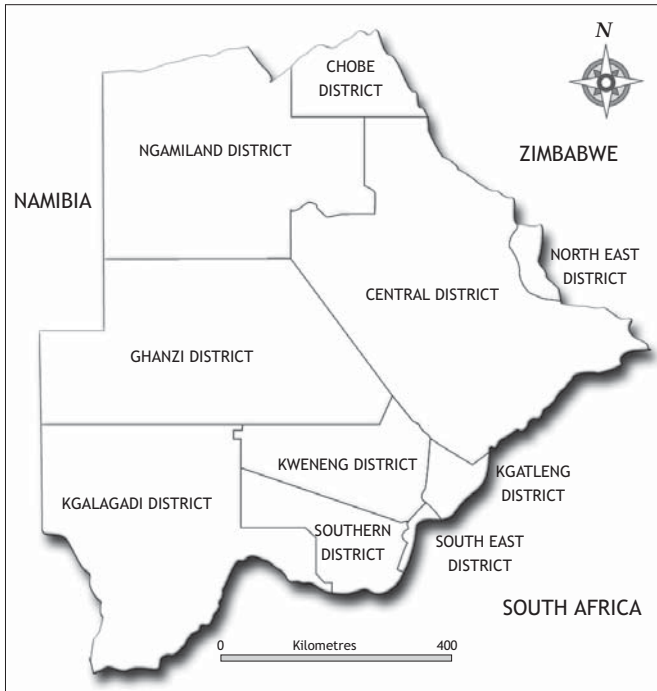 N
CHOBE
DISTRICT
NGAMILAND DISTRICT
ZIMBABWE
NAMIBIA
NORTH EAST
DISTRICT
CENTRAL DISTRICT
GHANZI DISTRICT
KWENENG DISTRICT
KGATLENG
DISTRICT
KGALAGADI DISTRICT
SOUTHERN
DISTRICT
SOUTH EAST
DISTRICT
SOUTH AFRICA
0 Kilometres 400